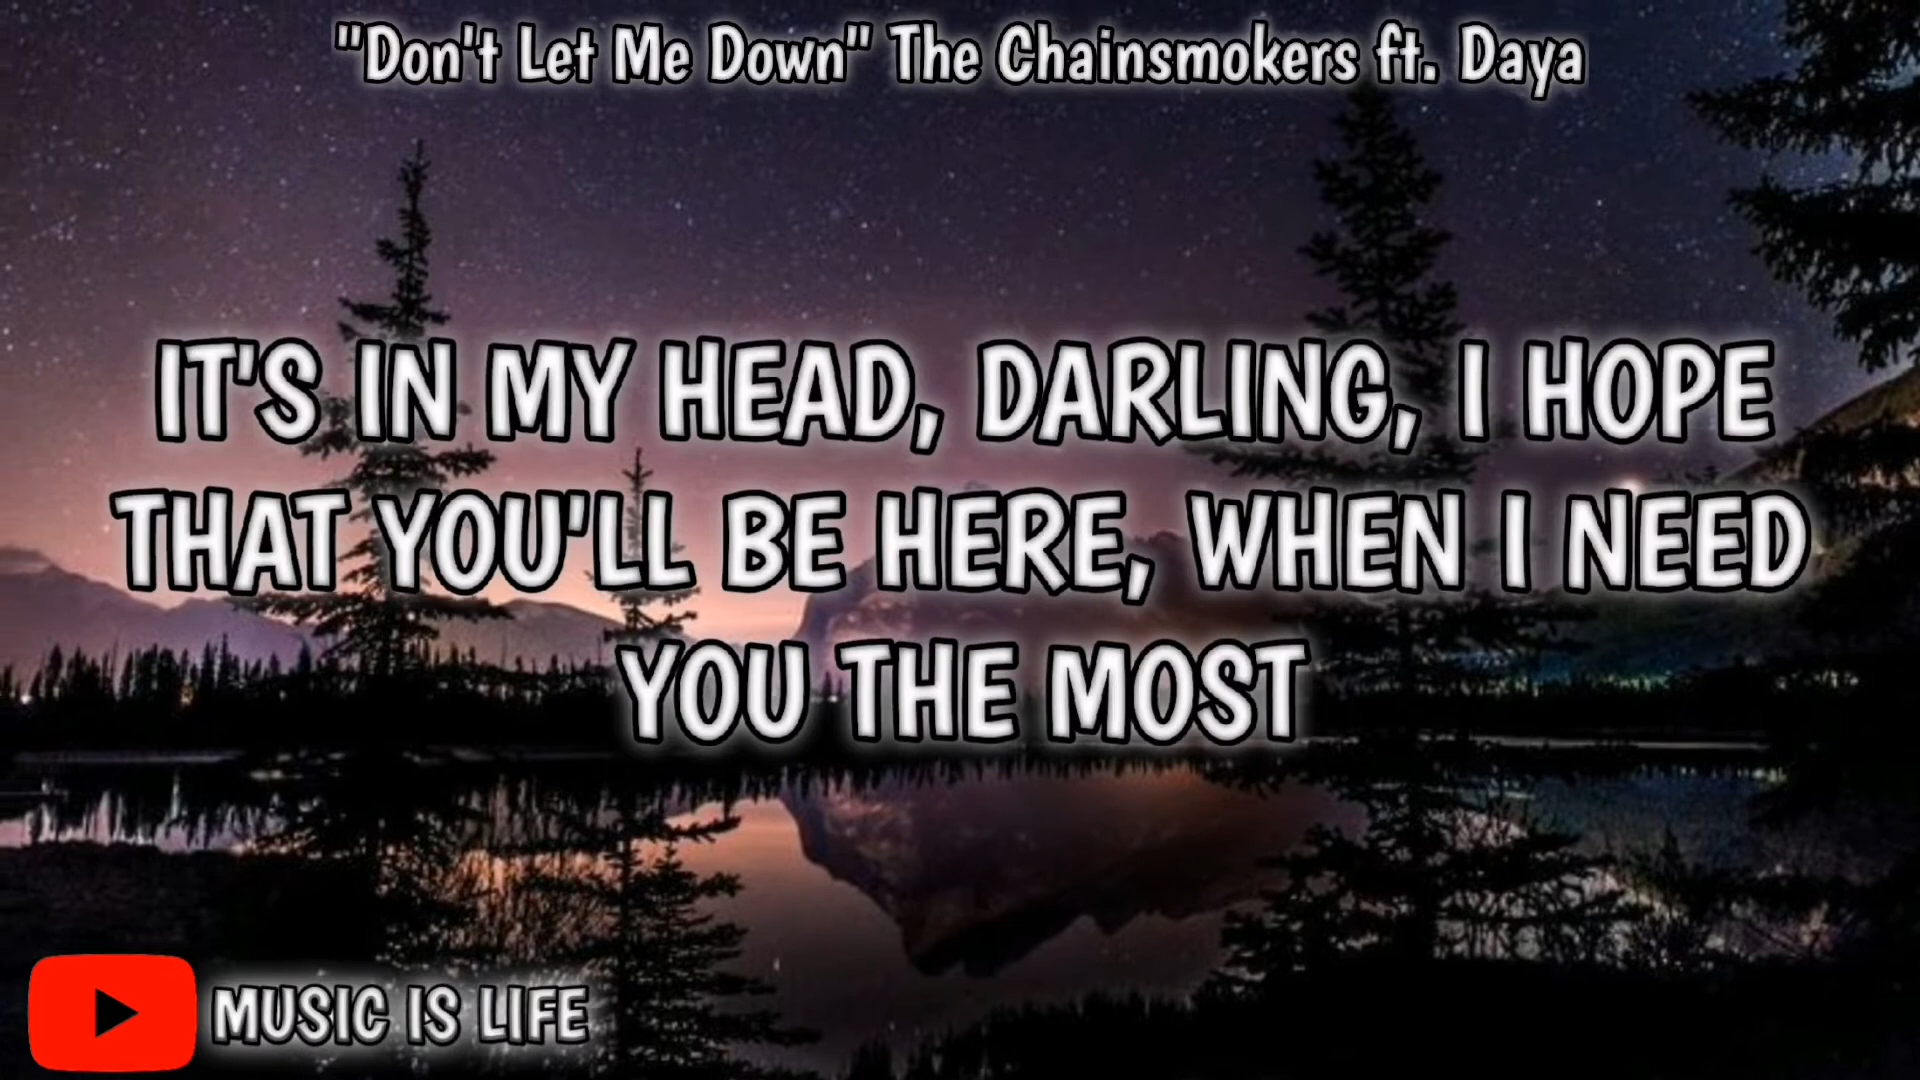 "Don't Let Me Down" The Chainsmokers ft. Daya
IT'S IN MY HEAD, DARLING, I HOPE
THAT YOU'LL BE HERE, WHEN I NEED
YOU THE MOST
MUSIC IS LIFE